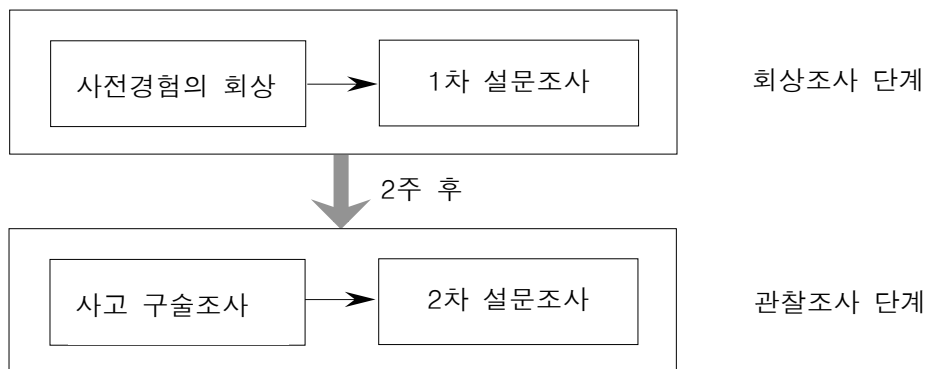 사전경험의 회상
1차 설문조사
회상조사 단계
2주 후
사고 구술조사
2차 설문조사
관찰조사 단계